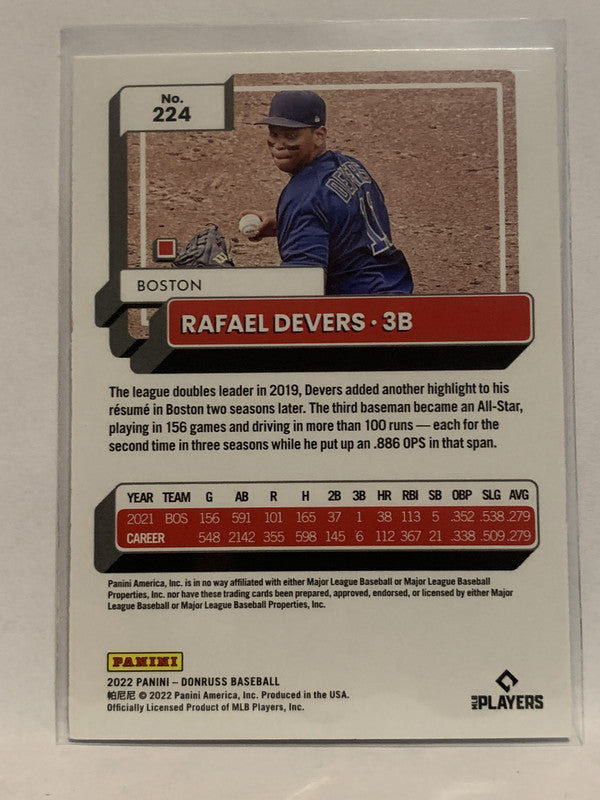 No.
224
DEVERS
11
BOSTON
RAFAEL DEVERS · 3B
The league doubles leader in 2019, Devers added another highlight to his
résumé in Boston two seasons later. The third baseman became an All-Star,
playing in 156 games and driving in more than 100 runs — each for the
second time in three seasons while he put up an .886 OPS in that span.
YEAR TEAM G AB R H 2B 3B HR RBI SB OBP SLG AVG
2021 BOS 156 591 101 165 37 1 38 113 5 .352 .538 .279
CAREER 548 2142 355 598 145 6 112 367 21 .338 .509 .279
Panini America, Inc. is in no way affiliated with either Major League Baseball or Major League Baseball
Properties, Inc. nor have these trading cards been prepared, approved, endorsed, or licensed by either Major
League Baseball or Major League Baseball Properties, Inc.
PANINI
2022 PANINI – DONRUSS BASEBALL
帕尼尼 © 2022 Panini America, Inc. Produced in the USA.
Officially Licensed Product of MLB Players, Inc.
MLB PLAYERS